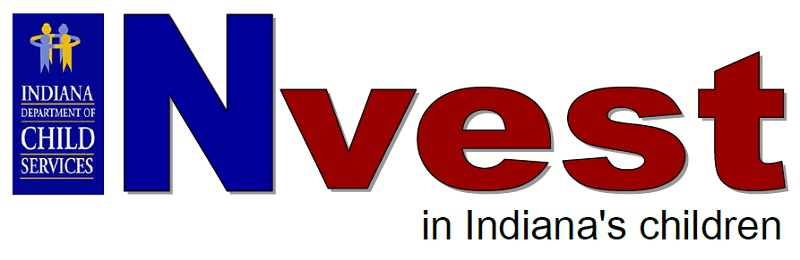 INDIANA
DEPARTMENT OF
CHILD
SERVICES
Nvest
in Indiana's children